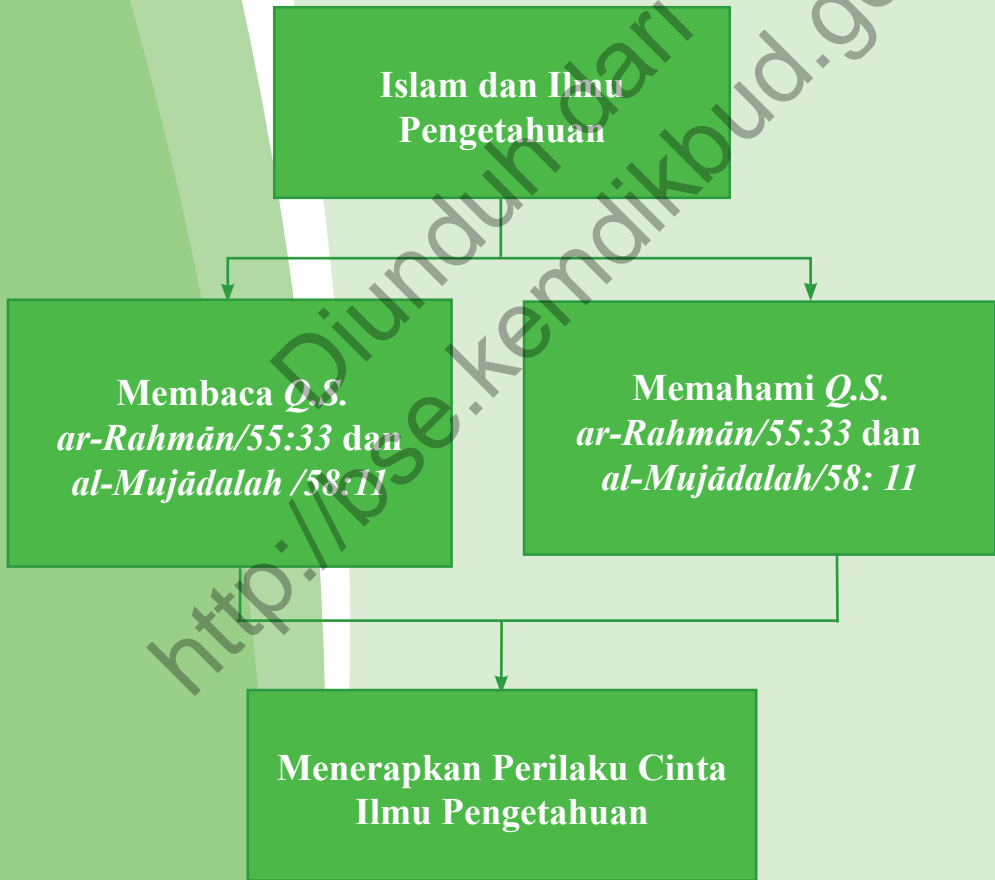 Islam dan Ilmu
Pengetahuan
Membaca Q.S.
ar-Rahmān/55:33 dan
al-Mujādalah /58:11
Memahami Q.S.
ar-Rahmān/55:33 dan
al-Mujādalah/58: 11
Menerapkan Perilaku Cinta
Ilmu Pengetahuan
Diunduh dari
http://bse.kemdikbud.go